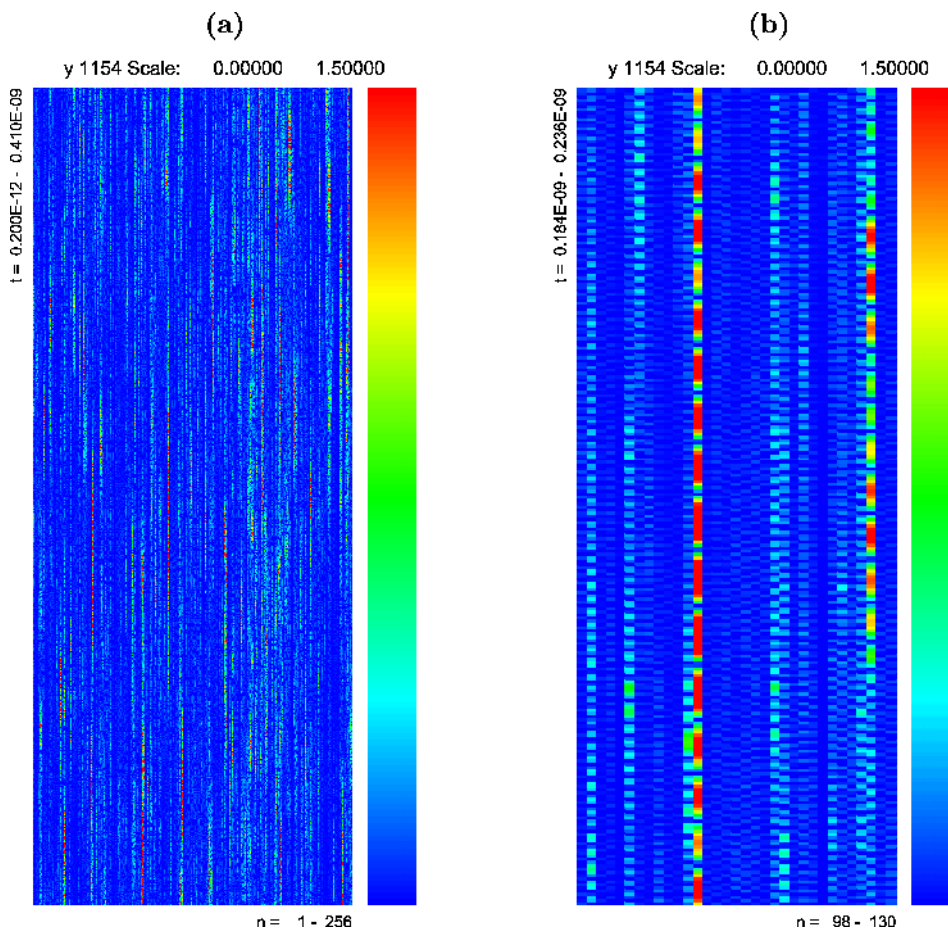 (a)
y 1154 Scale: 0.00000 1.50000
t = 0.200E-12 - 0.410E-09
n = 1 - 256
(b)
y 1154 Scale: 0.00000 1.50000
t = 0.184E-09 - 0.236E-09
n = 98 - 130